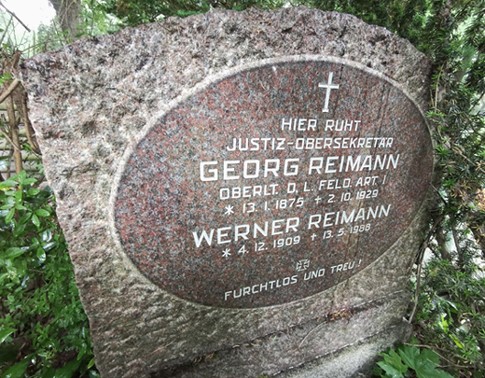 HIER RUHT
JUSTIZ-OBERSEKRETÄR
GEORG REIMANN
OBERLT. D. L. FELD. ART. I
* 13.1.1875 + 2.10.1929
WERNER REIMANN
* 4.12.1909 + 13.5.1988
FURCHTLOS UND TREU!